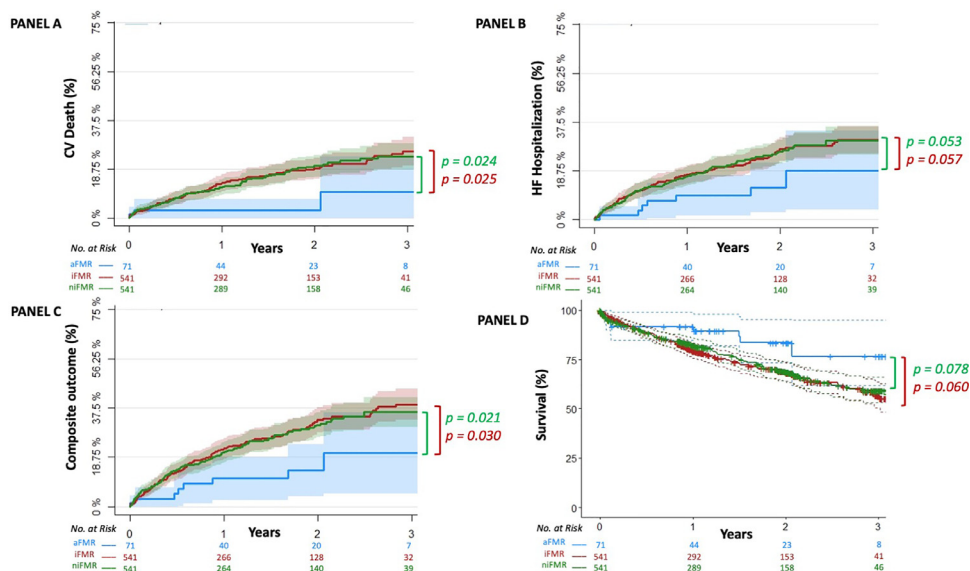 PANEL A
CV Death (%)
75 %
56.25 %
37.5 %
18.75 %
0 %
p = 0.024
p = 0.025
0 1 2 3
Years
No. at Risk
aFMR 71 44 23 8
iFMR 541 292 153 41
niFMR 541 289 158 46
PANEL B
HF Hospitalization (%)
75 %
56.25 %
37.5 %
18.75 %
0 %
p = 0.053
p = 0.057
0 1 2 3
Years
No. at Risk
aFMR 71 40 20 7
iFMR 541 266 128 32
niFMR 541 264 140 39
PANEL C
Composite outcome (%)
75 %
56.25 %
37.5 %
18.75 %
0 %
p = 0.021
p = 0.030
0 1 2 3
Years
No. at Risk
aFMR 71 40 20 7
iFMR 541 266 128 32
niFMR 541 264 140 39
PANEL D
Survival (%)
100
75
50
25
0
p = 0.078
p = 0.060
0 1 2 3
Years
No. at Risk
aFMR 71 44 23 8
iFMR 541 292 153 41
niFMR 541 289 158 46